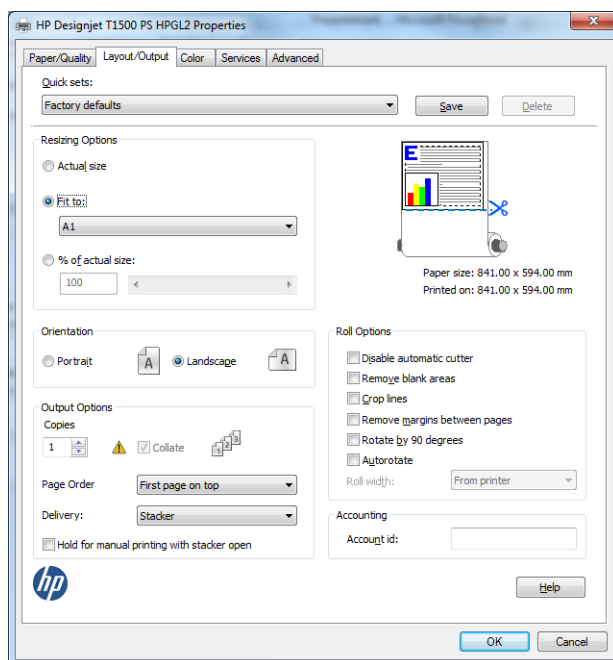 HP Designjet T1500 PS HPGL2 Properties
Paper/Quality Layout/Output Color Services Advanced
Quick sets:
Factory defaults Save Delete
Resizing Options
Actual size
Fit to:
A1
% of actual size:
100
E
Paper size: 841.00 x 594.00 mm
Printed on: 841.00 x 594.00 mm
Orientation
Portrait A Landscape A
Output Options
Copies
1 Collate 1 2 3
Page Order First page on top
Delivery: Stacker
Hold for manual printing with stacker open
Roll Options
Disable automatic cutter
Remove blank areas
Crop lines
Remove margins between pages
Rotate by 90 degrees
Autorotate
Roll width: From printer
Accounting
Account id:
hp
Help
OK Cancel